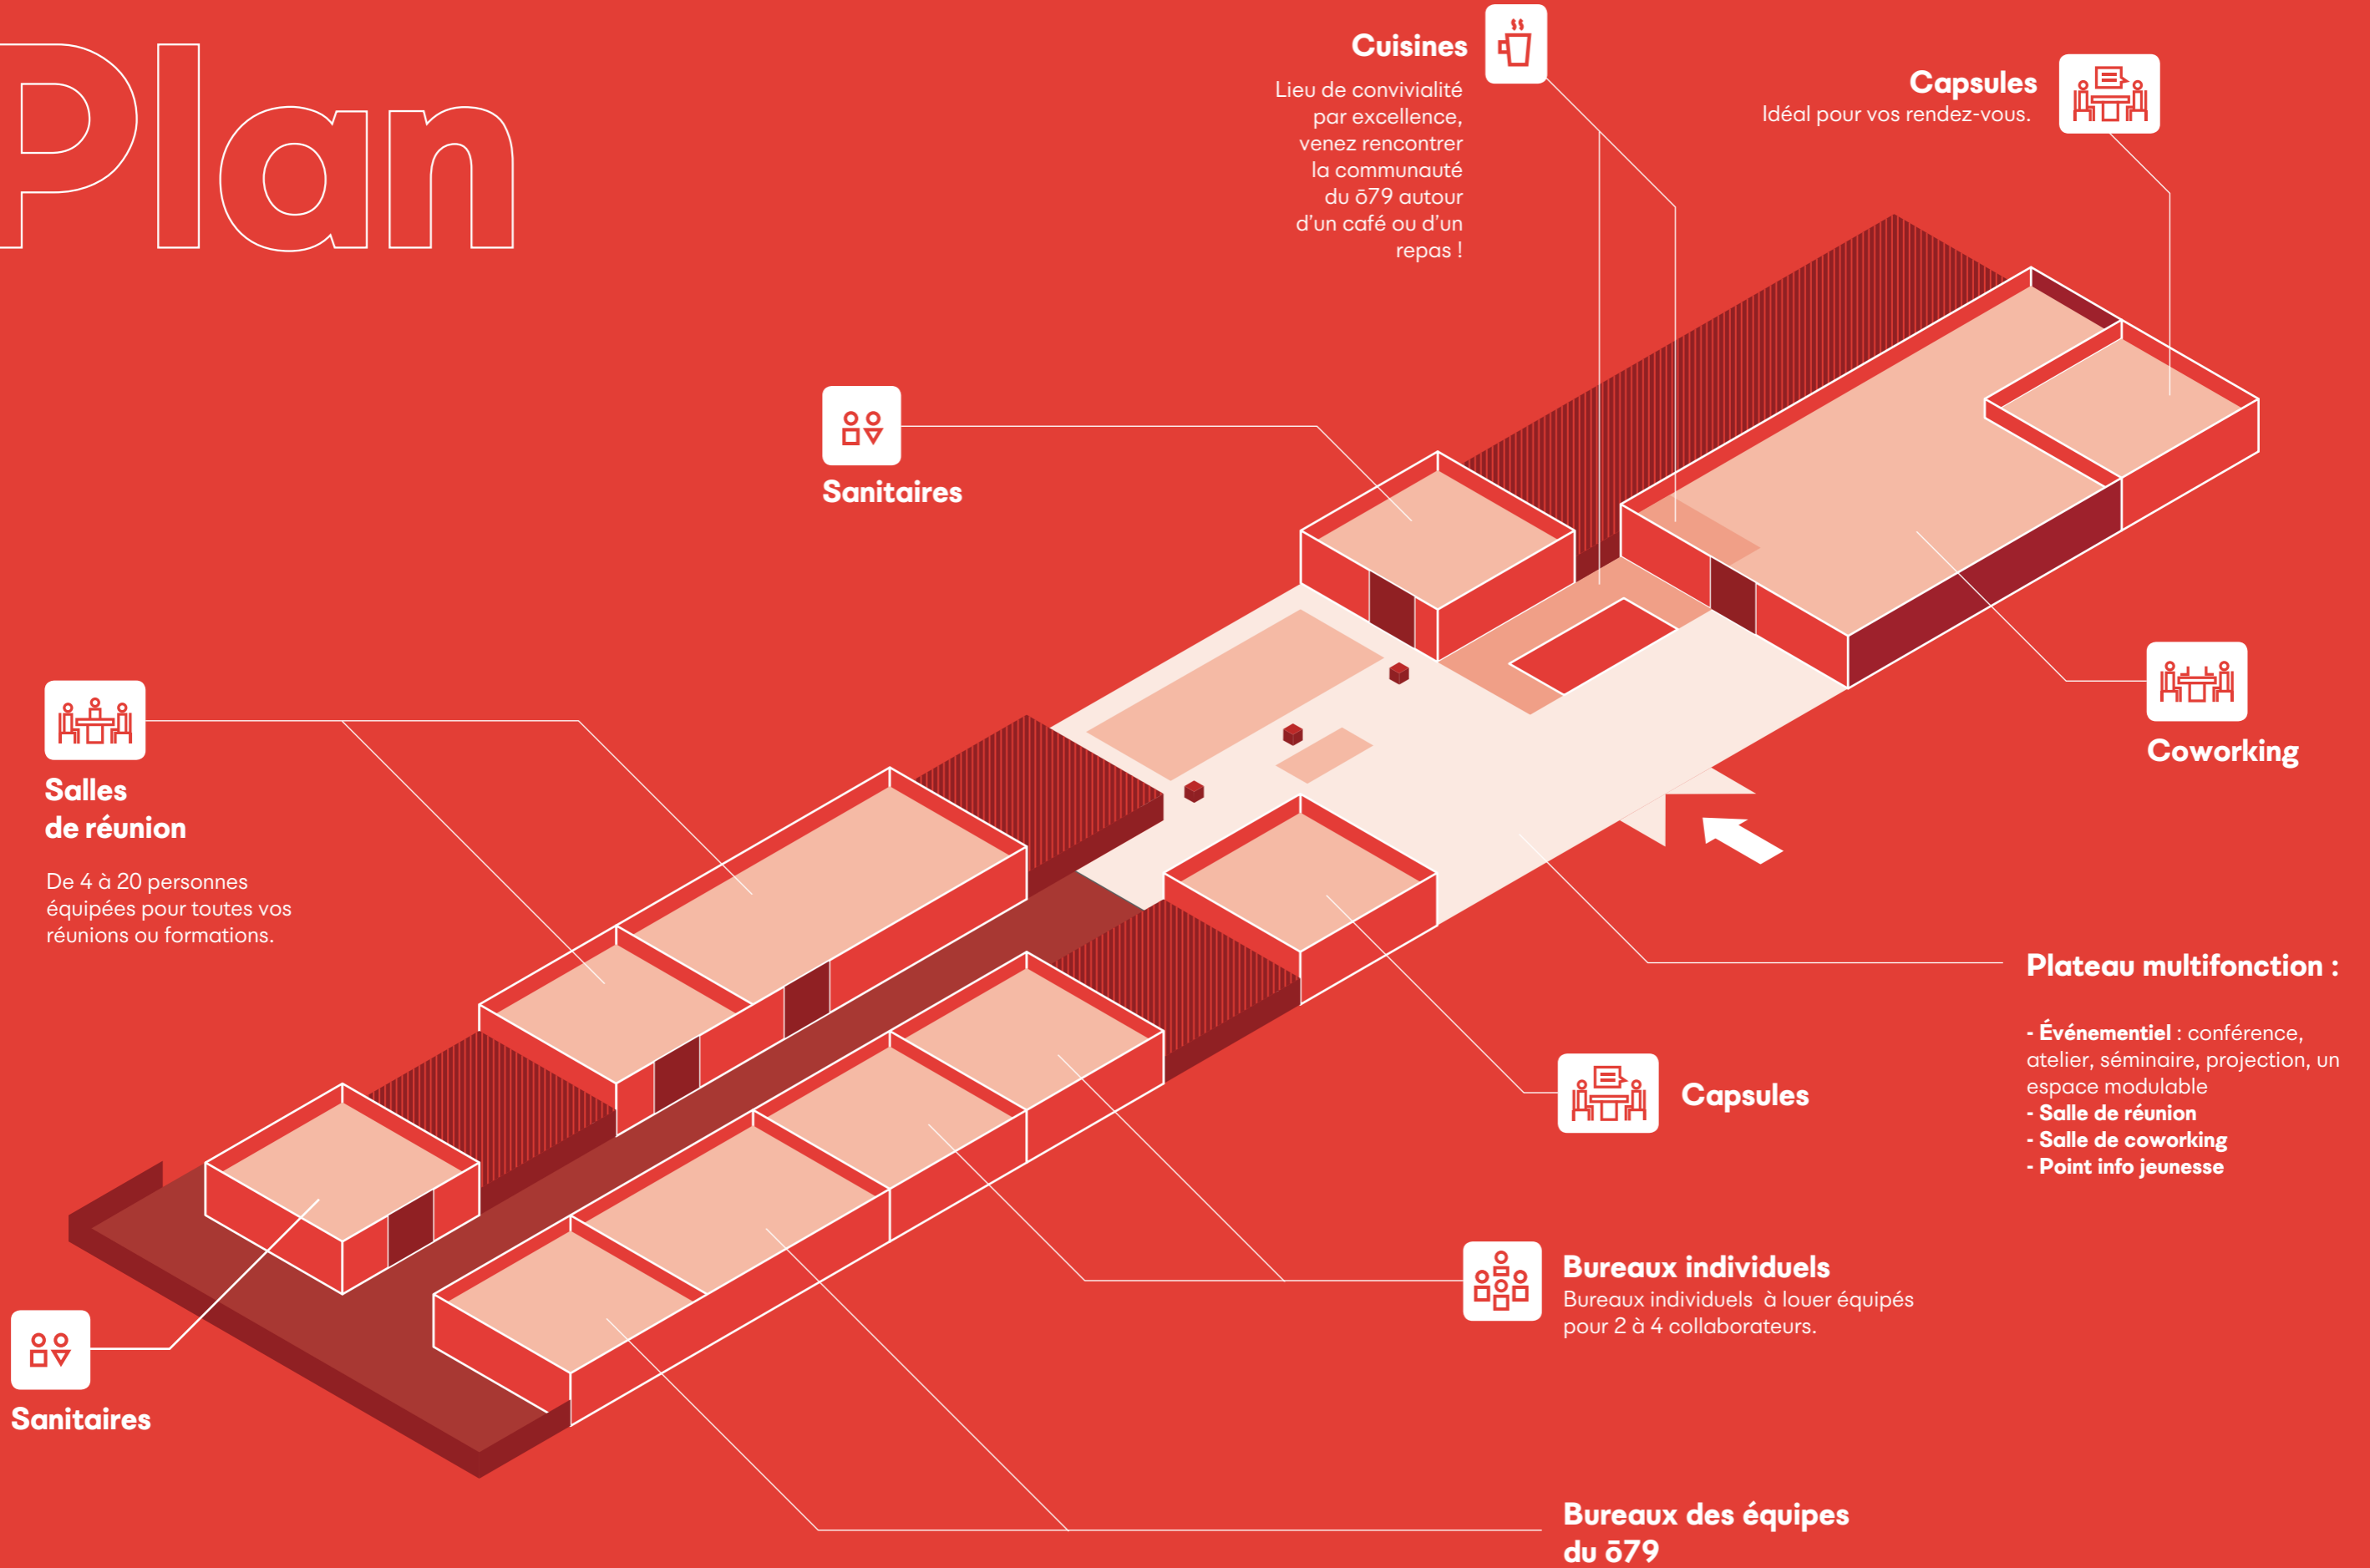 Plan
Cuisines
Lieu de convivialité
par excellence,
venez rencontrer
la communauté
du ō79 autour
d’un café ou d’un
repas !
Capsules
Idéal pour vos rendez-vous.
Sanitaires
Salles
de réunion
De 4 à 20 personnes
équipées pour toutes vos
réunions ou formations.
Coworking
Plateau multifonction :
- Événementiel : conférence,
atelier, séminaire, projection, un
espace modulable
- Salle de réunion
- Salle de coworking
- Point info jeunesse
Capsules
Bureaux individuels
Bureaux individuels  à louer équipés
pour 2 à 4 collaborateurs.
Sanitaires
Bureaux des équipes
du ō79